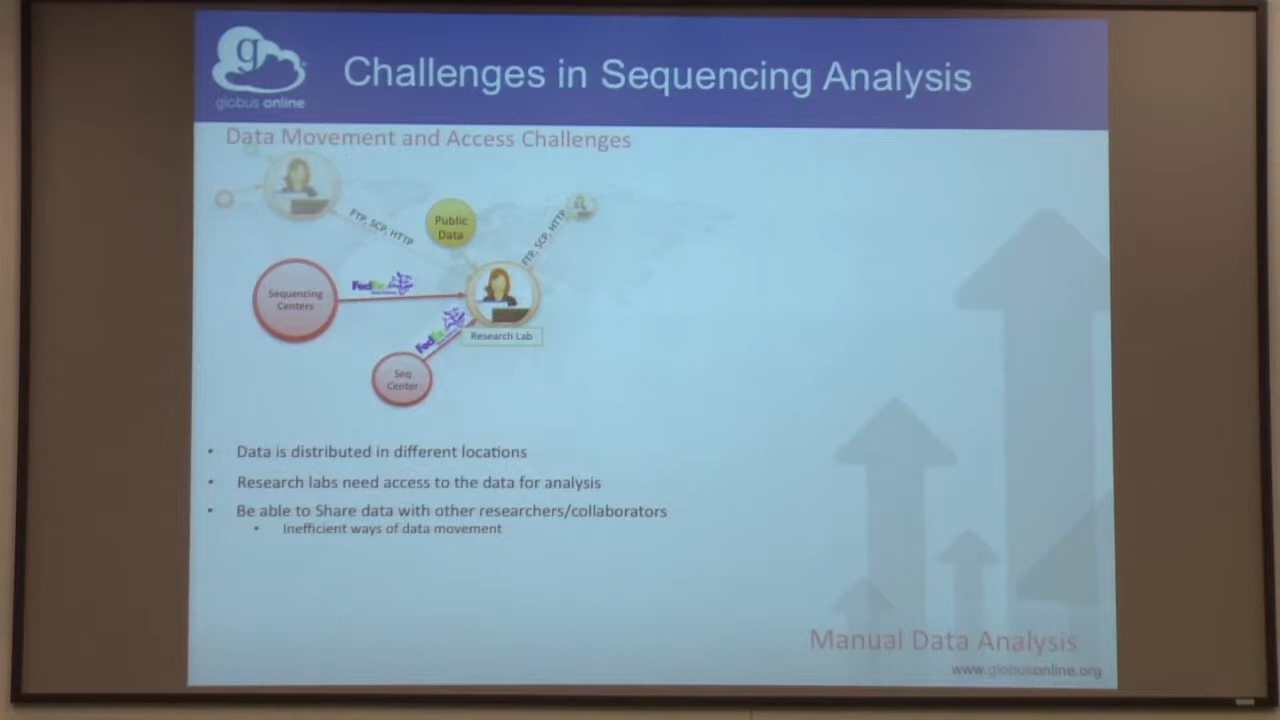 g
globus online
Challenges in Sequencing Analysis
Data Movement and Access Challenges
FTP, SCP, HTTP
Public
Data
FTP, SCP, HTTP
Sequencing
Centers
FedEx
FedEx
Research Lab
Seq
Center
• Data is distributed in different locations
• Research labs need access to the data for analysis
• Be able to Share data with other researchers/collaborators
• Inefficient ways of data movement
Manual Data Analysis
www.globusonline.org